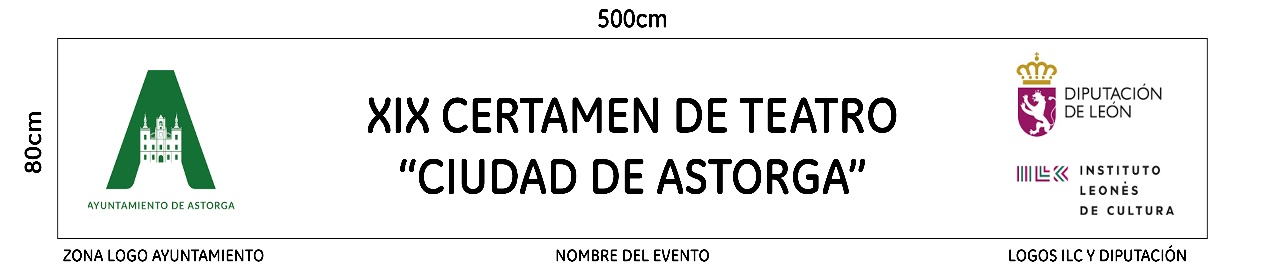 500cm
80cm
AYUNTAMIENTO DE ASTORGA
XIX CERTAMEN DE TEATRO
“CIUDAD DE ASTORGA”
DIPUTACIÓN
DE LEÓN
INSTITUTO
LEONÉS
DE CULTURA
ZONA LOGO AYUNTAMIENTO
NOMBRE DEL EVENTO
LOGOS ILC Y DIPUTACIÓN